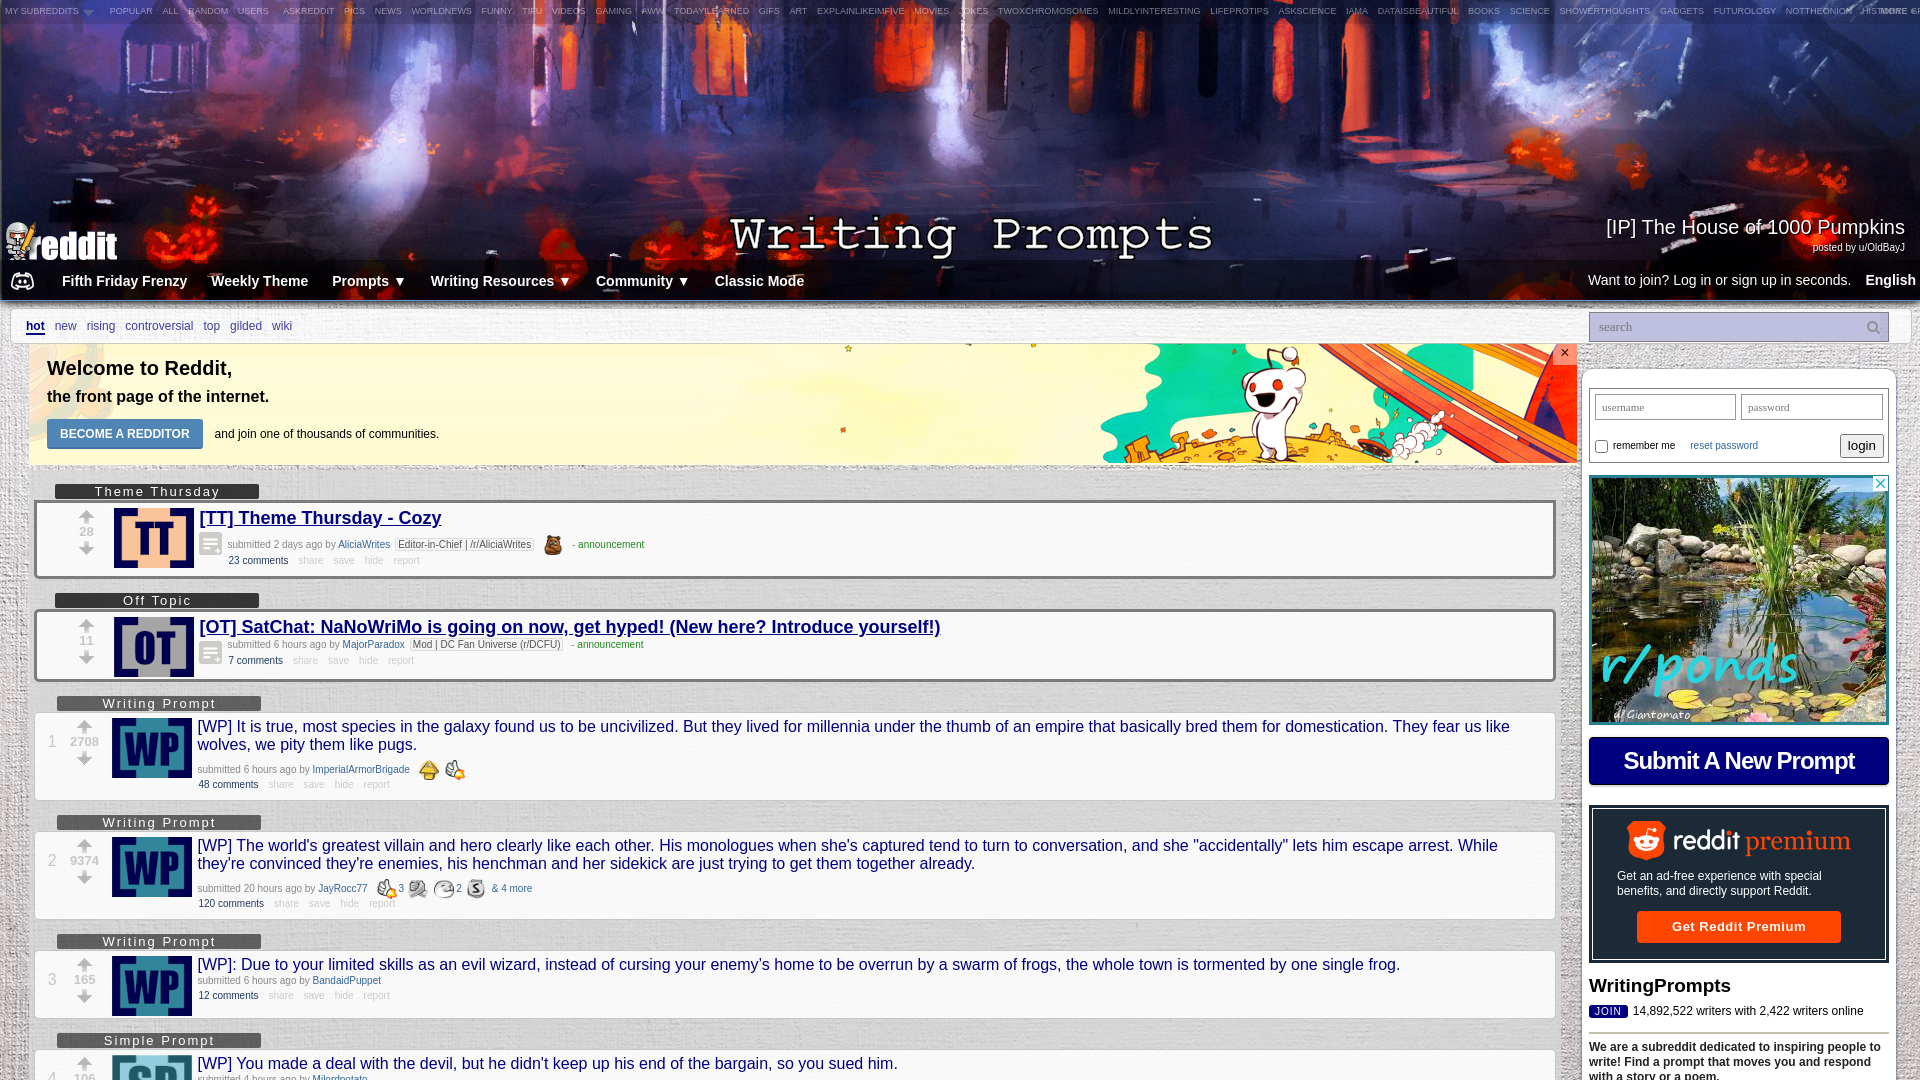 MY SUBREDDITS POPULAR ALL RANDOM USERS ASKREDDIT PICS NEWS WORLDNEWS FUNNY TIFU VIDEOS GAMING AWW TODAYILEARNED GIFS ART EXPLAINLIKEIMFIVE MOVIES JOKES TWOXCHROMOSOMES MILDLYINTERESTING LIFEPROTIPS ASKSCIENCE IAMA DATAISBEAUTIFUL BOOKS SCIENCE SHOWERTHOUGHTS GADGETS FUTUROLOGY NOTTHEONION MORE
reddit
Writing Prompts
[IP] The House of 1000 Pumpkins
posted by u/OldBayJ
Fifth Friday Frenzy Weekly Theme Prompts ▼ Writing Resources ▼ Community ▼ Classic Mode
Want to join? Log in or sign up in seconds. English
hot new rising controversial top gilded wiki
search
Welcome to Reddit,
the front page of the internet.
BECOME A REDDITOR and join one of thousands of communities.
×
username password
remember me reset password login
Theme Thursday
28
TT
[TT] Theme Thursday - Cozy
submitted 2 days ago by AliciaWrites Editor-in-Chief | /r/AliciaWrites - announcement
23 comments share save hide report
Off Topic
11
OT
[OT] SatChat: NaNoWriMo is going on now, get hyped! (New here? Introduce yourself!)
submitted 6 hours ago by MajorParadox Mod | DC Fan Universe (r/DCFU) - announcement
7 comments share save hide report
Writing Prompt
1
2708
WP
[WP] It is true, most species in the galaxy found us to be uncivilized. But they lived for millennia under the thumb of an empire that basically bred them for domestication. They fear us like
wolves, we pity them like pugs.
submitted 6 hours ago by ImperialArmorBrigade
48 comments share save hide report
Writing Prompt
2
9374
WP
[WP] The world's greatest villain and hero clearly like each other. His monologues when she's captured tend to turn to conversation, and she "accidentally" lets him escape arrest. While
they're convinced they're enemies, his henchman and her sidekick are just trying to get them together already.
submitted 20 hours ago by JayRocc77 3 2 & 4 more
120 comments share save hide report
Writing Prompt
3
165
WP
[WP]: Due to your limited skills as an evil wizard, instead of cursing your enemy's home to be overrun by a swarm of frogs, the whole town is tormented by one single frog.
submitted 6 hours ago by BandaidPuppet
12 comments share save hide report
Simple Prompt
4
106
SP
[WP] You made a deal with the devil, but he didn't keep up his end of the bargain, so you sued him.
submitted 4 hours ago by Milordpotato
r/ponds
u/Giantomato
Submit A New Prompt
reddit premium
Get an ad-free experience with special
benefits, and directly support Reddit.
Get Reddit Premium
WritingPrompts
JOIN 14,892,522 writers with 2,422 writers online
We are a subreddit dedicated to inspiring people to
write! Find a prompt that moves you and respond
with a story or a poem.